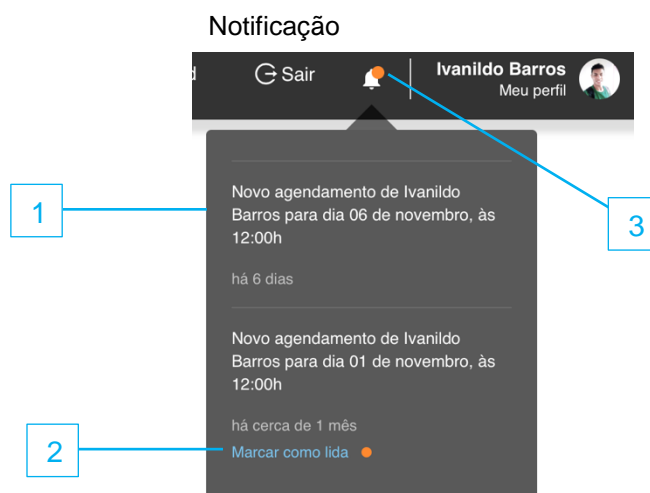 Notificação
d
Sair
Ivanildo Barros
Meu perfil
1
Novo agendamento de Ivanildo
Barros para dia 06 de novembro, às
12:00h
3
há 6 dias
Novo agendamento de Ivanildo
Barros para dia 01 de novembro, às
12:00h
há cerca de 1 mês
2
Marcar como lida